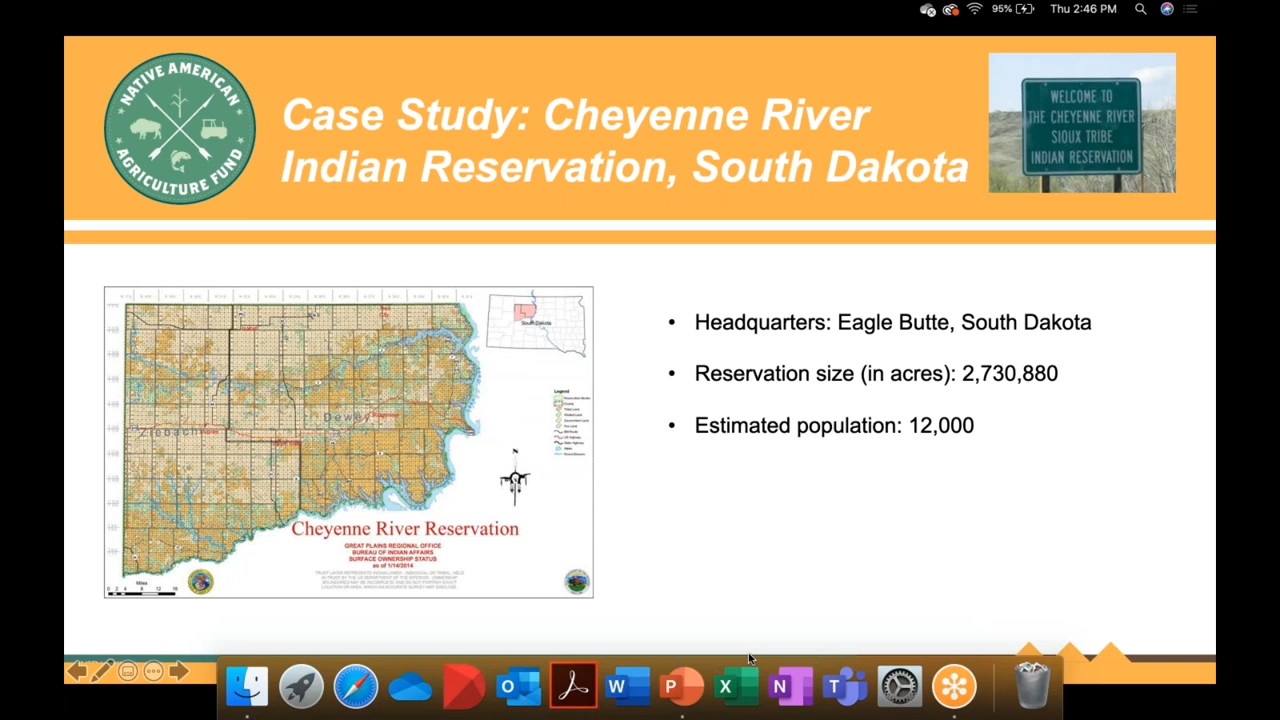 95%
Thu 2:46 PM
NATIVE AMERICAN
AGRICULTURE FUND
Case Study: Cheyenne River
Indian Reservation, South Dakota
WELCOME TO
THE CHEYENNE RIVER
SIOUX TRIBE
INDIAN RESERVATION
South Dakota
Legend
Dewey
Ziebach
N
Cheyenne River Reservation
GREAT PLAINS REGIONAL OFFICE
BUREAU OF INDIAN AFFAIRS
SURFACE OWNERSHIP STATUS
as of 1/14/2014
Miles
• Headquarters: Eagle Butte, South Dakota
• Reservation size (in acres): 2,730,880
• Estimated population: 12,000
O
W
P
X
N
T